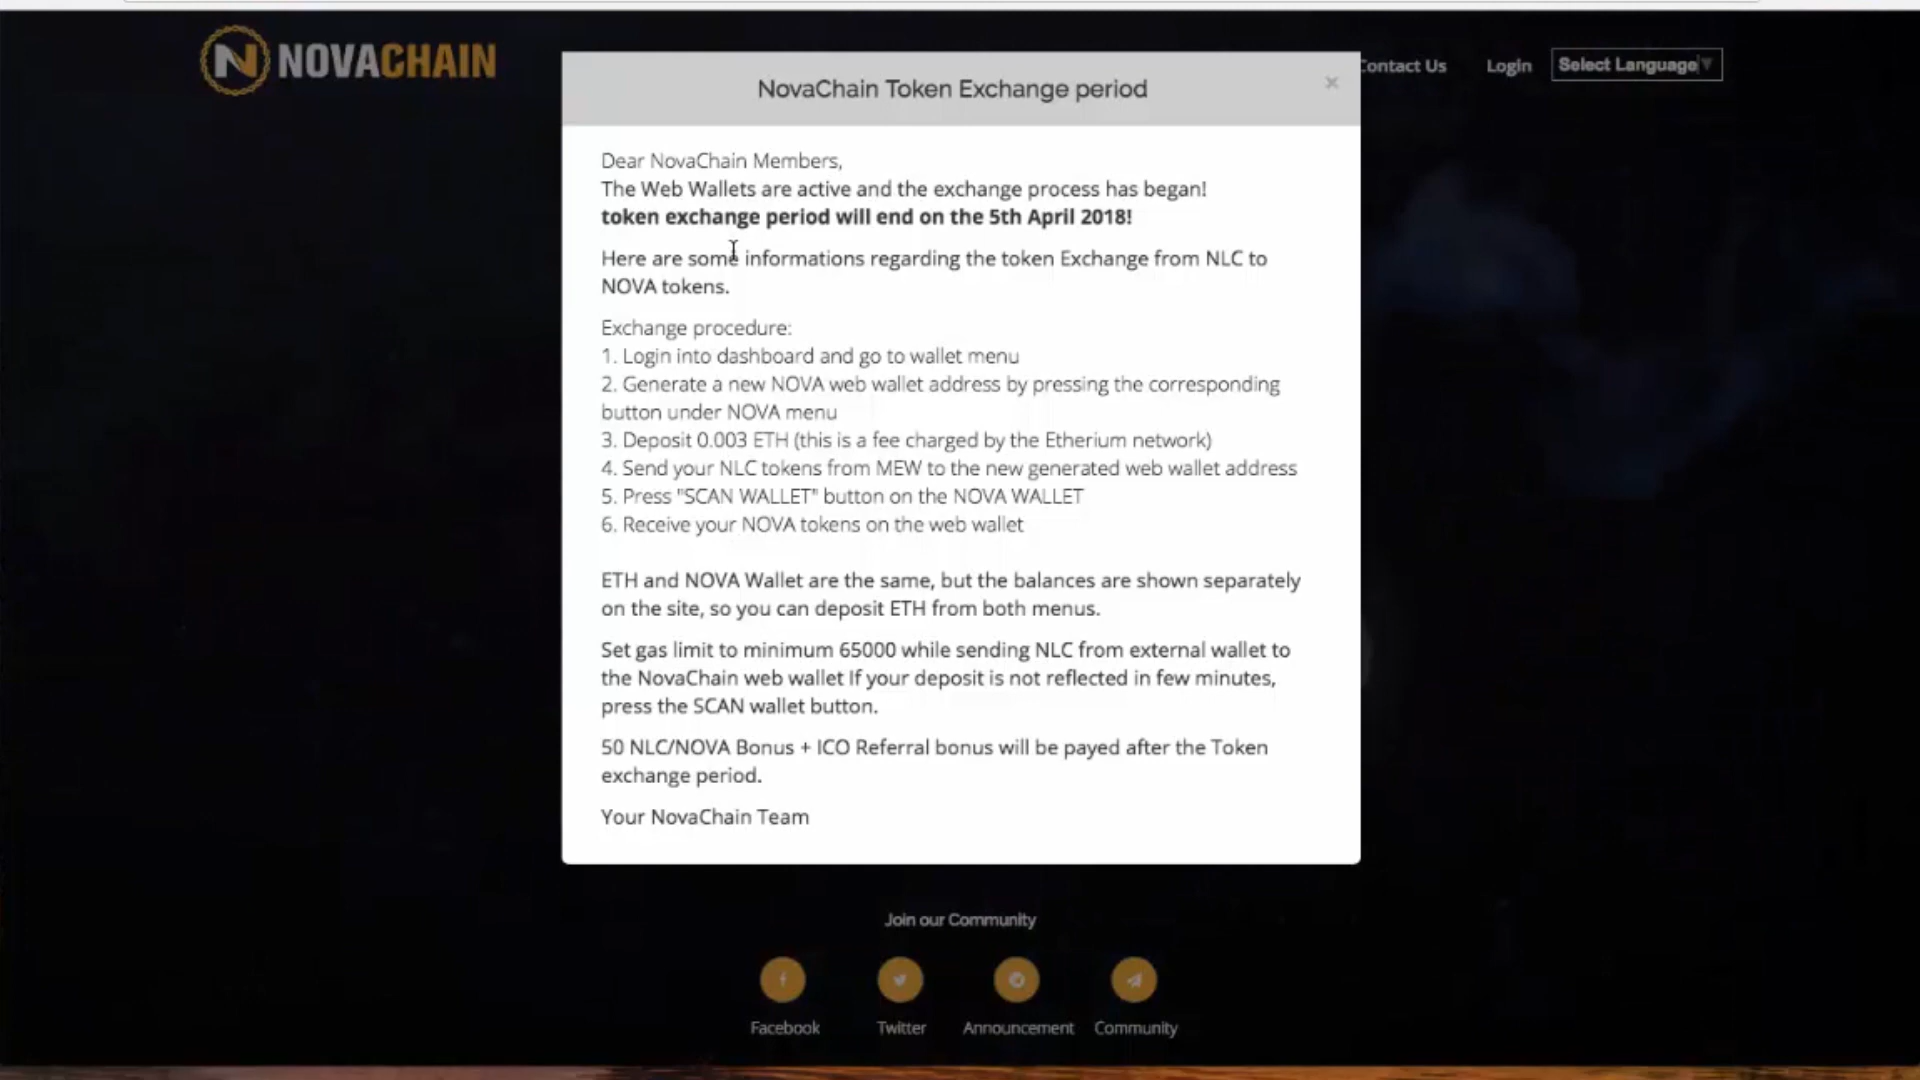 NOVACHAIN
Contact Us
Login
Select Language
NovaChain Token Exchange period
×
Dear NovaChain Members,
The Web Wallets are active and the exchange process has began!
token exchange period will end on the 5th April 2018!
Here are some informations regarding the token Exchange from NLC to
NOVA tokens.
Exchange procedure:
1. Login into dashboard and go to wallet menu
2. Generate a new NOVA web wallet address by pressing the corresponding
button under NOVA menu
3. Deposit 0.003 ETH (this is a fee charged by the Etherium network)
4. Send your NLC tokens from MEW to the new generated web wallet address
5. Press "SCAN WALLET" button on the NOVA WALLET
6. Receive your NOVA tokens on the web wallet
ETH and NOVA Wallet are the same, but the balances are shown separately
on the site, so you can deposit ETH from both menus.
Set gas limit to minimum 65000 while sending NLC from external wallet to
the NovaChain web wallet If your deposit is not reflected in few minutes,
press the SCAN wallet button.
50 NLC/NOVA Bonus + ICO Referral bonus will be payed after the Token
exchange period.
Your NovaChain Team
Join our Community
Facebook
Twitter
Announcement
Community